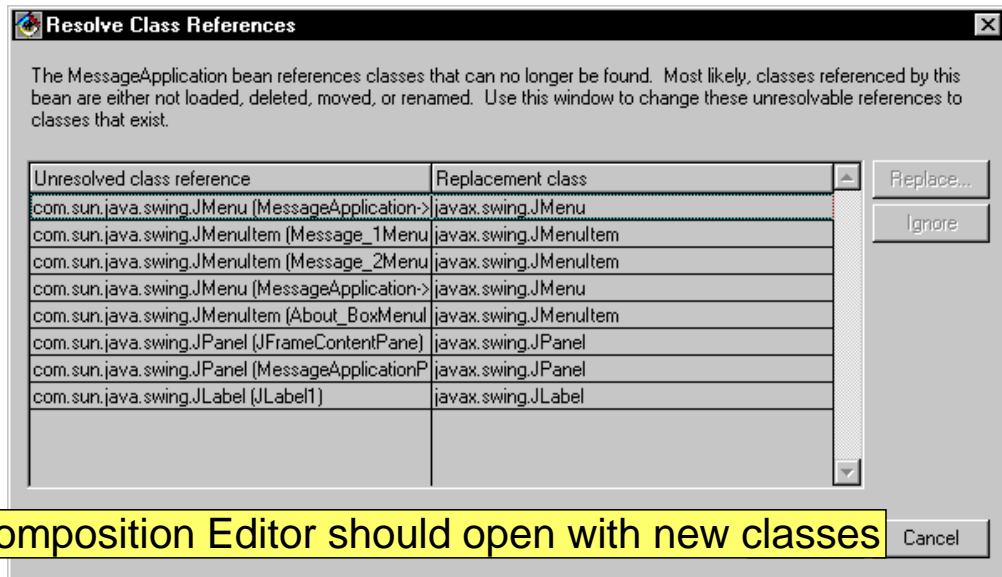 Resolve Class References
The MessageApplication bean references classes that can no longer be found. Most likely, classes referenced by this
bean are either not loaded, deleted, moved, or renamed. Use this window to change these unresolvable references to
classes that exist.
Unresolved class reference Replacement class Replace...
com.sun.java.swing.JMenu (MessageApplication-> javax.swing.JMenu
Ignore
com.sun.java.swing.JMenuItem (Message_1Menu javax.swing.JMenuItem
com.sun.java.swing.JMenuItem (Message_2Menu javax.swing.JMenuItem
com.sun.java.swing.JMenu (MessageApplication-> javax.swing.JMenu
com.sun.java.swing.JMenuItem (About_BoxMenuI javax.swing.JMenuItem
com.sun.java.swing.JPanel (JFrameContentPane) javax.swing.JPanel
com.sun.java.swing.JPanel (MessageApplicationP javax.swing.JPanel
com.sun.java.swing.JLabel (JLabel1) javax.swing.JLabel
omposition Editor should open with new classes Cancel